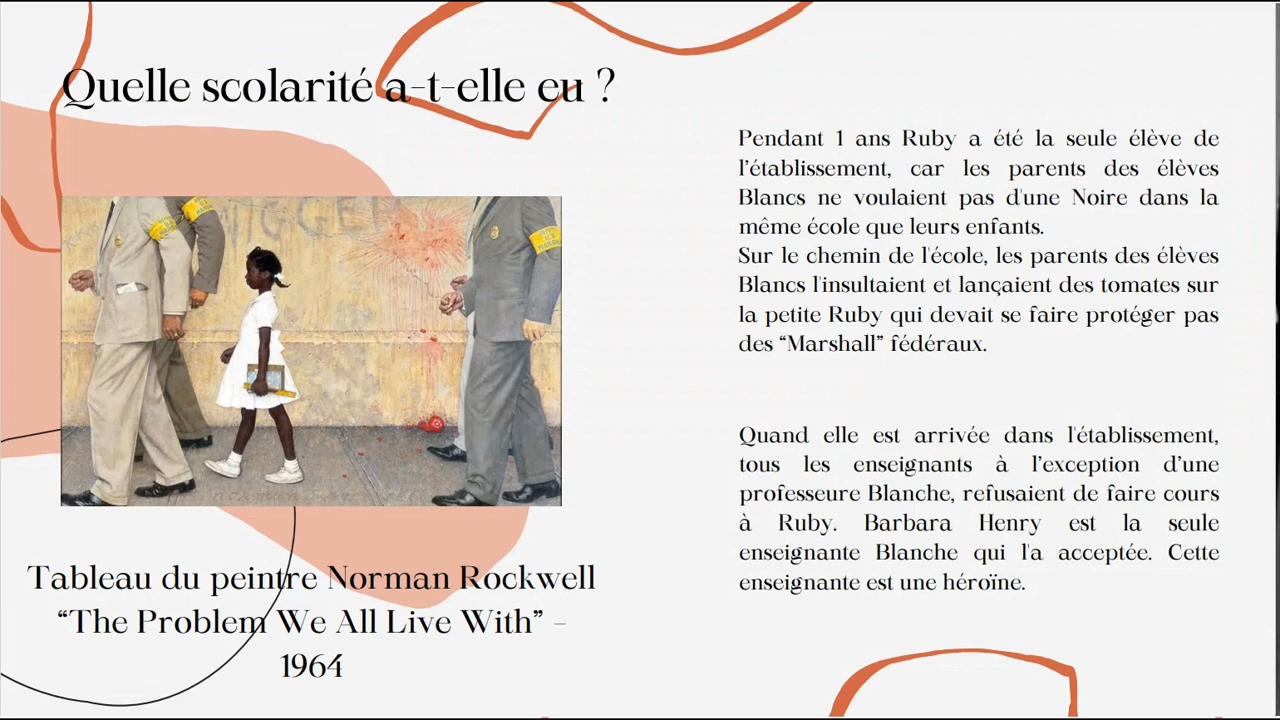 Quelle scolarité a-t-elle eu ?
Pendant 1 ans Ruby a été la seule élève de
l'établissement, car les parents des élèves
Blancs ne voulaient pas d'une Noire dans la
même école que leurs enfants.
Sur le chemin de l'école, les parents des élèves
Blancs l'insultaient et lançaient des tomates sur
la petite Ruby qui devait se faire protéger pas
des “Marshall” fédéraux.
Quand elle est arrivée dans l'établissement,
tous les enseignants à l’exception d’une
professeure Blanche, refusaient de faire cours
à Ruby. Barbara Henry est la seule
enseignante Blanche qui l'a acceptée. Cette
enseignante est une héroïne.
Tableau du peintre Norman Rockwell
“The Problem We All Live With” -
1964